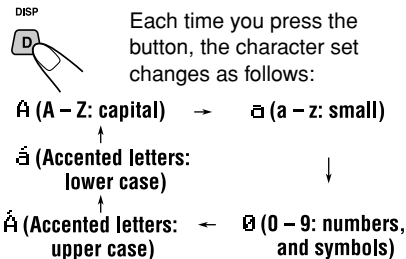 DISP
D
Each time you press the
button, the character set
changes as follows:
A (A – Z: capital) → a (a – z: small)
á (Accented letters:
lower case)
Á (Accented letters:
upper case) ← 0 (0 – 9: numbers,
and symbols)